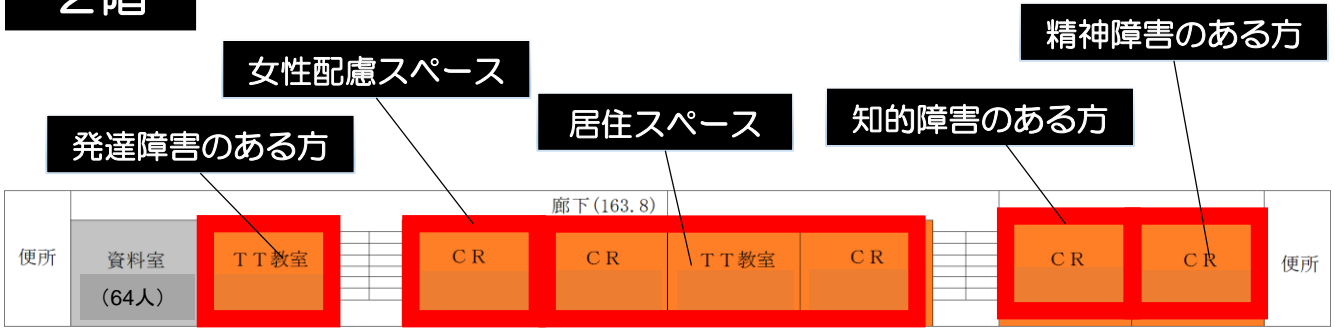 2階
精神障害のある方
女性配慮スペース
居住スペース
知的障害のある方
発達障害のある方
廊下(163.8)
便所
資料室
(64人)
TT教室
CR
CR
TT教室
CR
CR
CR
便所